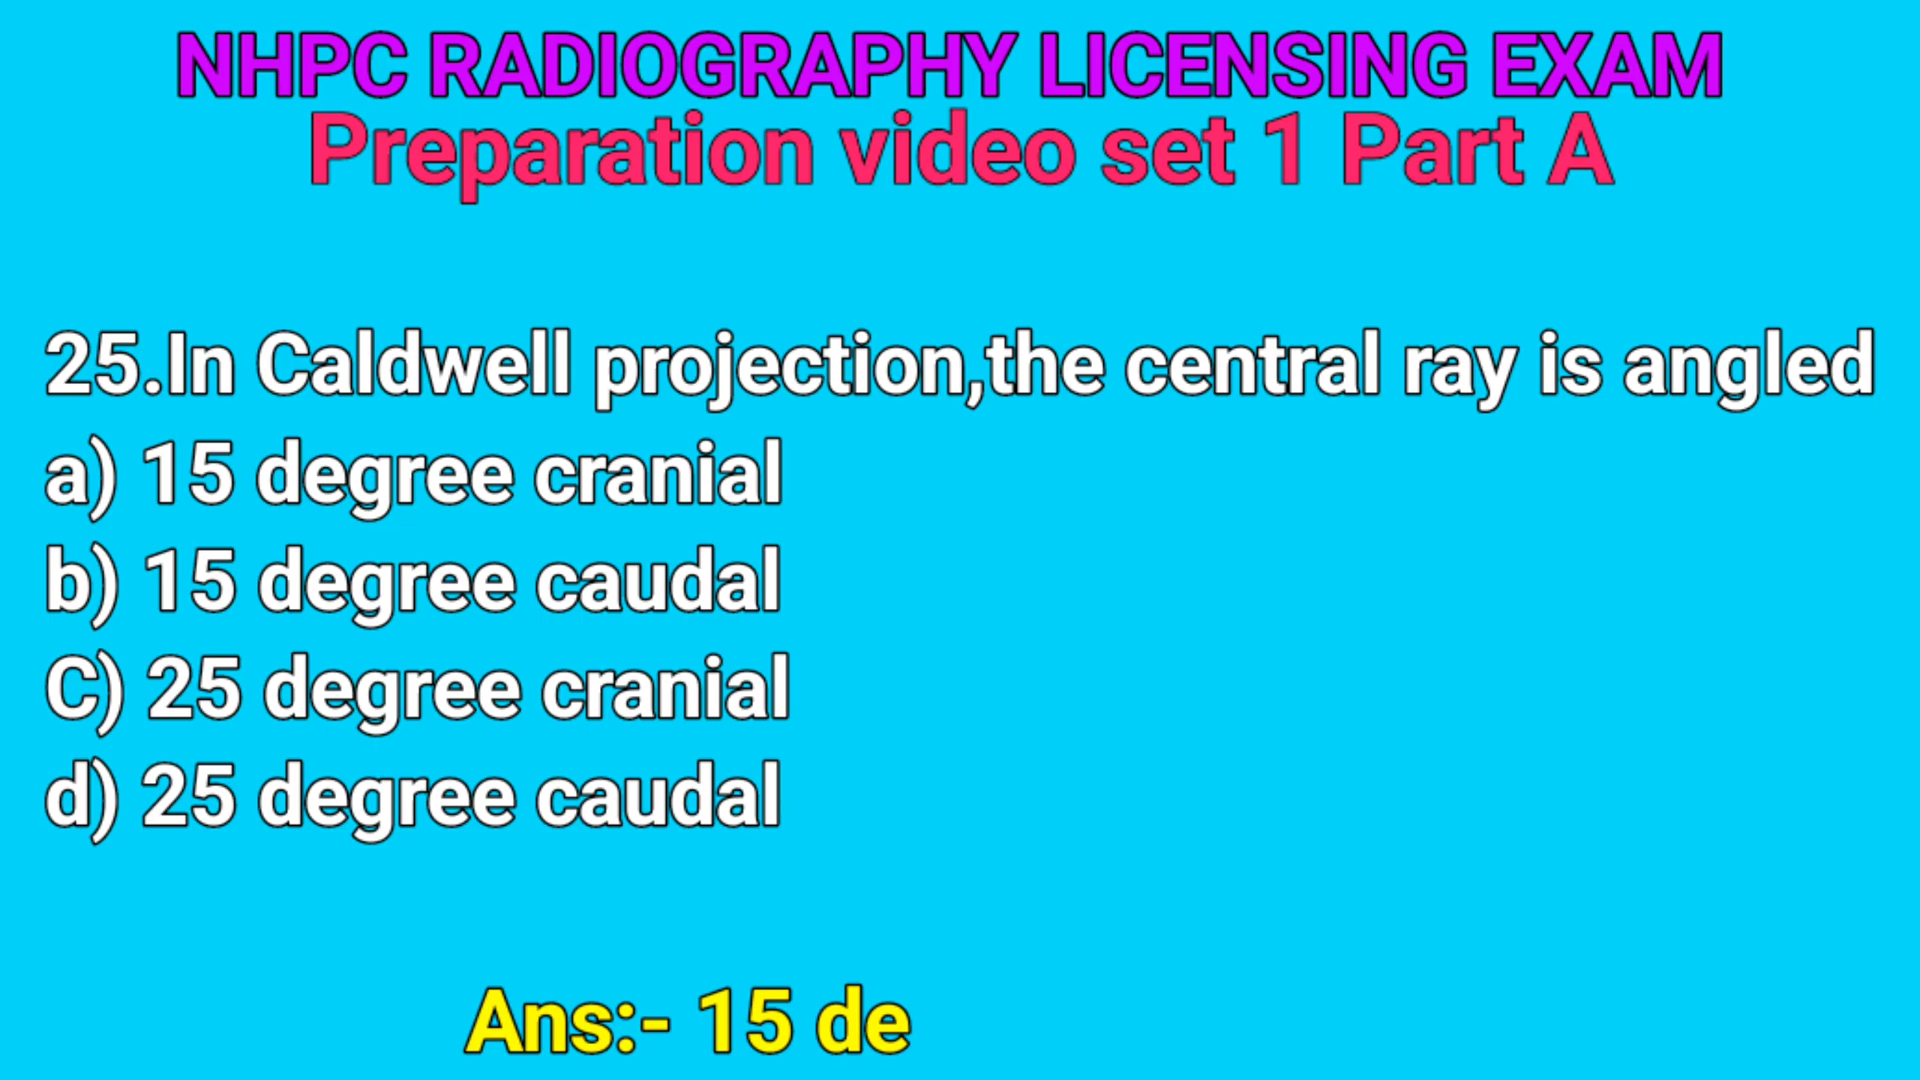 NHPC RADIOGRAPHY LICENSING EXAM
Preparation video set 1 Part A
25.In Caldwell projection,the central ray is angled
a) 15 degree cranial
b) 15 degree caudal
C) 25 degree cranial
d) 25 degree caudal
Ans:- 15 de